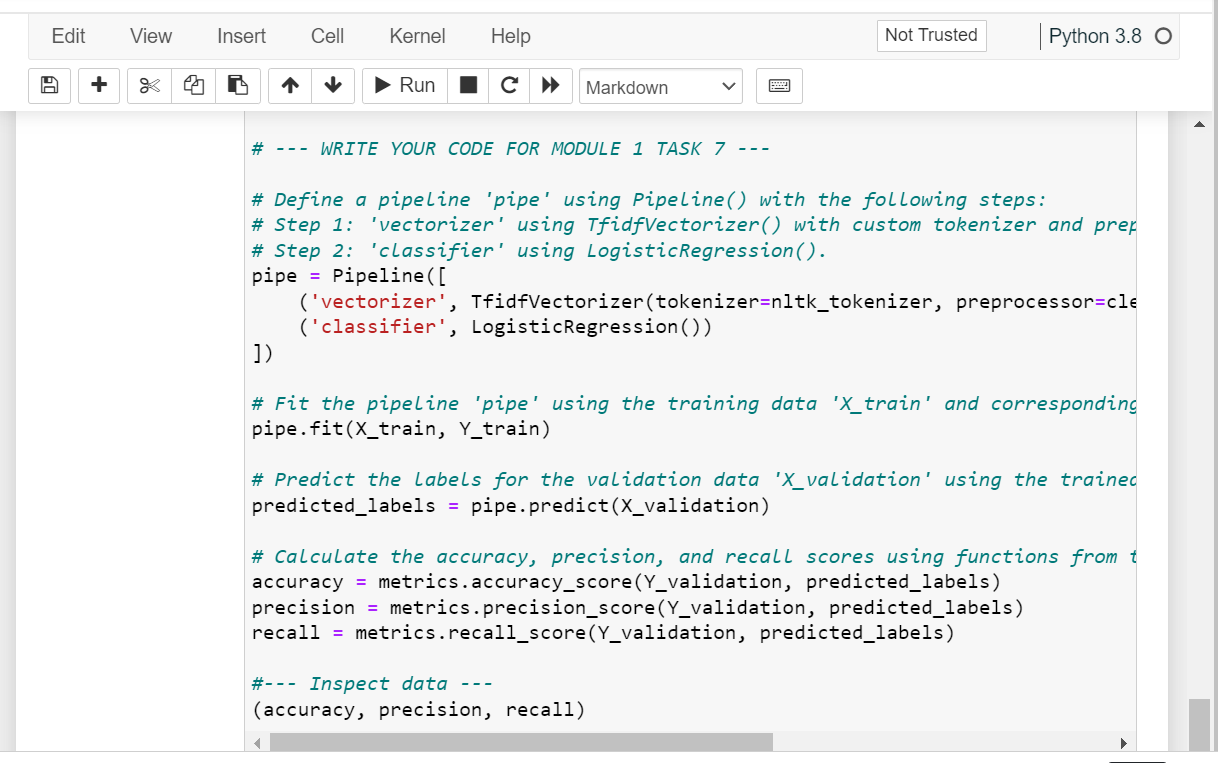 Edit View Insert Cell Kernel Help Not Trusted Python 3.8
Run Markdown
# --- WRITE YOUR CODE FOR MODULE 1 TASK 7 ---
# Define a pipeline 'pipe' using Pipeline() with the following steps:
# Step 1: 'vectorizer' using TfidfVectorizer() with custom tokenizer and prep
# Step 2: 'classifier' using LogisticRegression().
pipe = Pipeline([
    ('vectorizer', TfidfVectorizer(tokenizer=nltk_tokenizer, preprocessor=cle
    ('classifier', LogisticRegression())
])
# Fit the pipeline 'pipe' using the training data 'X_train' and corresponding
pipe.fit(X_train, Y_train)
# Predict the labels for the validation data 'X_validation' using the trained
predicted_labels = pipe.predict(X_validation)
# Calculate the accuracy, precision, and recall scores using functions from t
accuracy = metrics.accuracy_score(Y_validation, predicted_labels)
precision = metrics.precision_score(Y_validation, predicted_labels)
recall = metrics.recall_score(Y_validation, predicted_labels)
#--- Inspect data ---
(accuracy, precision, recall)